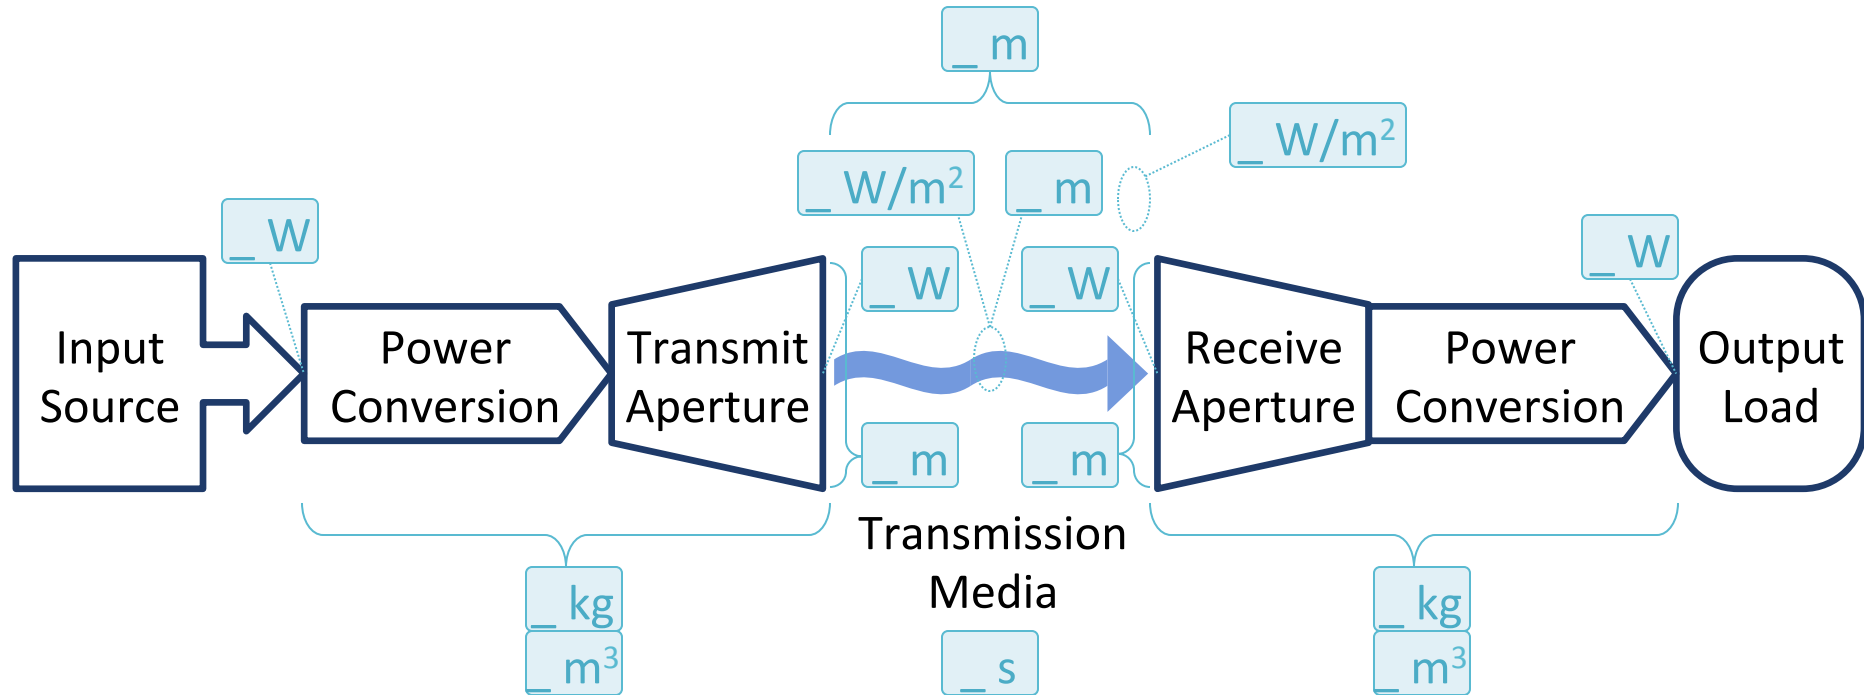 _ m
_ W/m²
_ W/m²
_ m
_ W
_ W
_ W
_ W
Input
Source
Power
Conversion
Transmit
Aperture
Receive
Aperture
Power
Conversion
Output
Load
_ m
_ m
Transmission
Media
_ kg
_ m³
_ s
_ kg
_ m³